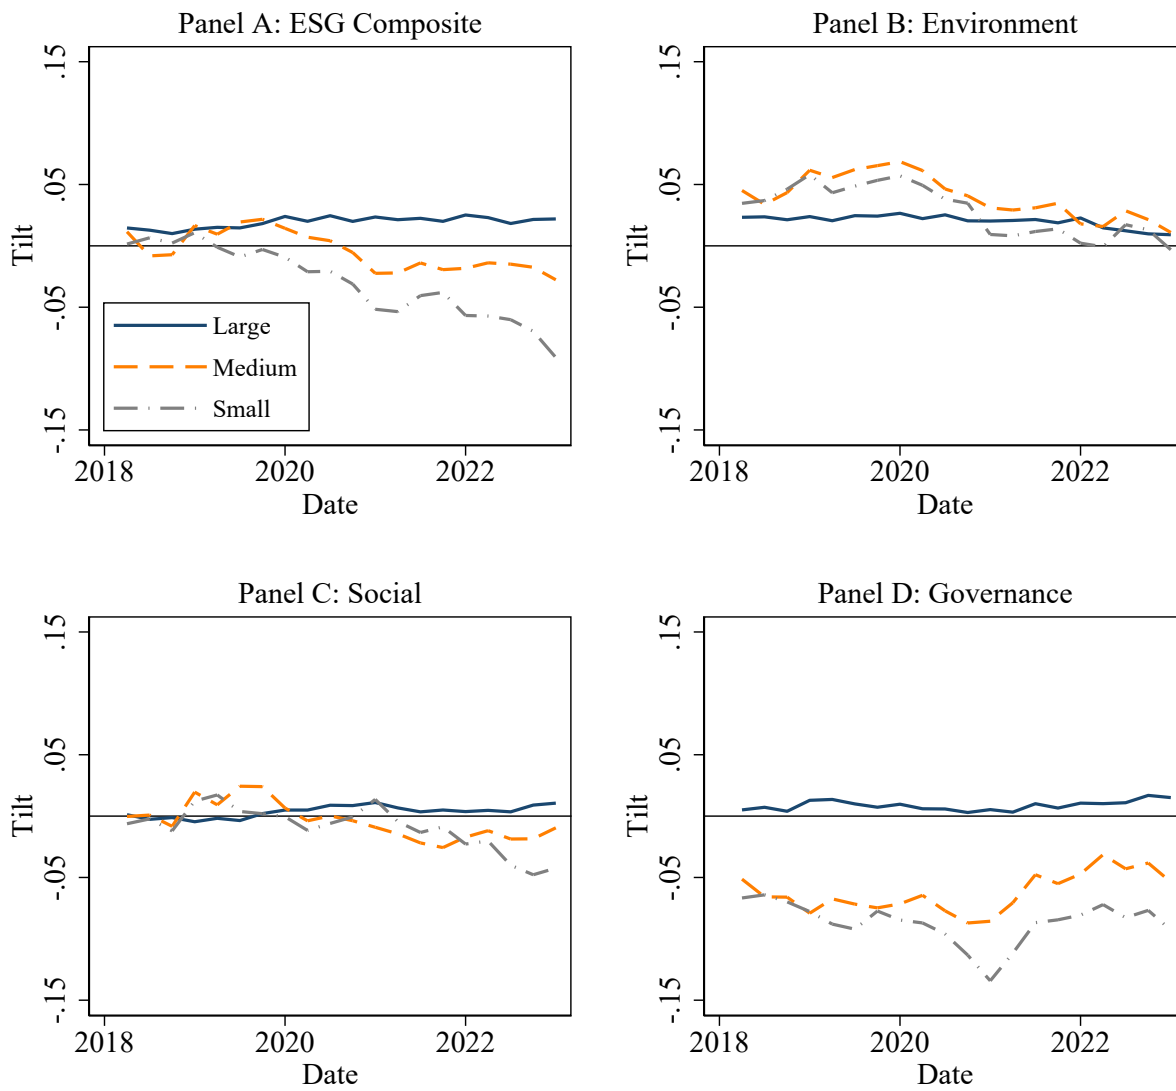 Panel A: ESG Composite
.15
.05
-.05
-.15
Tilt
Large
Medium
Small
2018
2020
2022
Date
Panel B: Environment
.15
.05
-.05
-.15
Tilt
2018
2020
2022
Date
Panel C: Social
.15
.05
-.05
-.15
Tilt
2018
2020
2022
Date
Panel D: Governance
.15
.05
-.05
-.15
Tilt
2018
2020
2022
Date